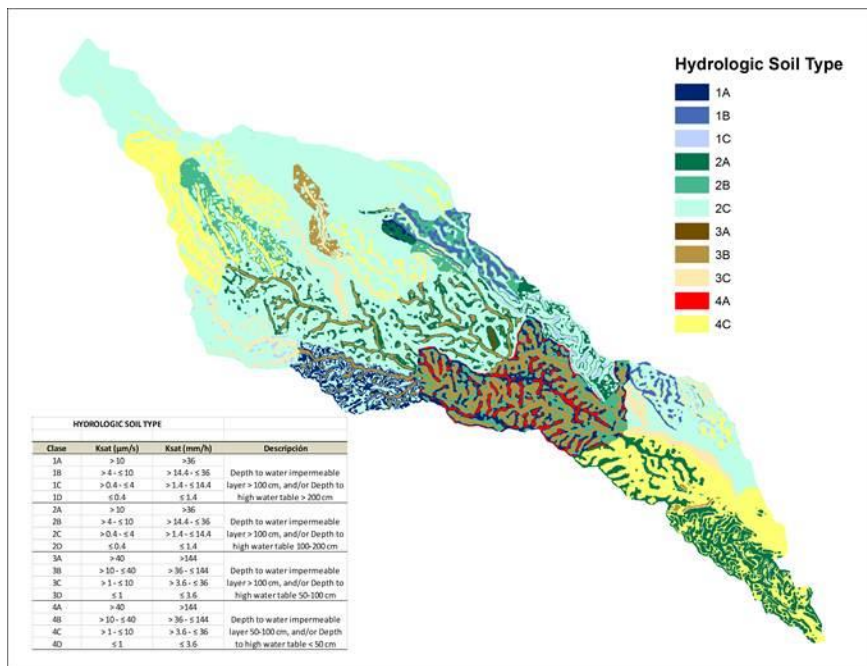 Hydrologic Soil Type
1A
1B
1C
2A
2B
2C
3A
3B
3C
4A
4C
HYDROLOGIC SOIL TYPE
Clase Ksat (µm/s) Ksat (mm/h) Descripción
1A >10 >36
1B >4 - ≤ 10 > 14.4 - ≤ 36 Depth to water impermeable
1C >0.4 - ≤ 4 > 1.4 - ≤ 14.4 layer > 100 cm, and/or Depth to
1D ≤ 0.4 ≤ 1.4 high water table > 200 cm
2A >10 >36
2B >4 - ≤ 10 > 14.4 - ≤ 36 Depth to water impermeable
2C >0.4 - ≤ 4 > 1.4 - ≤ 14.4 layer > 100 cm, and/or Depth to
2D ≤ 0.4 ≤ 1.4 high water table 100-200 cm
3A >40 >144
3B > 10 - ≤ 40 > 36 - ≤ 144 Depth to water impermeable
3C > 1 - ≤ 10 > 3.6 - ≤ 36 layer > 100 cm, and/or Depth to
3D ≤ 1 ≤ 3.6 high water table 50-100 cm
4A >40 >144
4B > 10 - ≤ 40 > 36 - ≤ 144 Depth to water impermeable
4C > 1 - ≤ 10 > 3.6 - ≤ 36 layer 50-100 cm, and/or Depth
4D ≤ 1 ≤ 3.6 to high water table < 50 cm